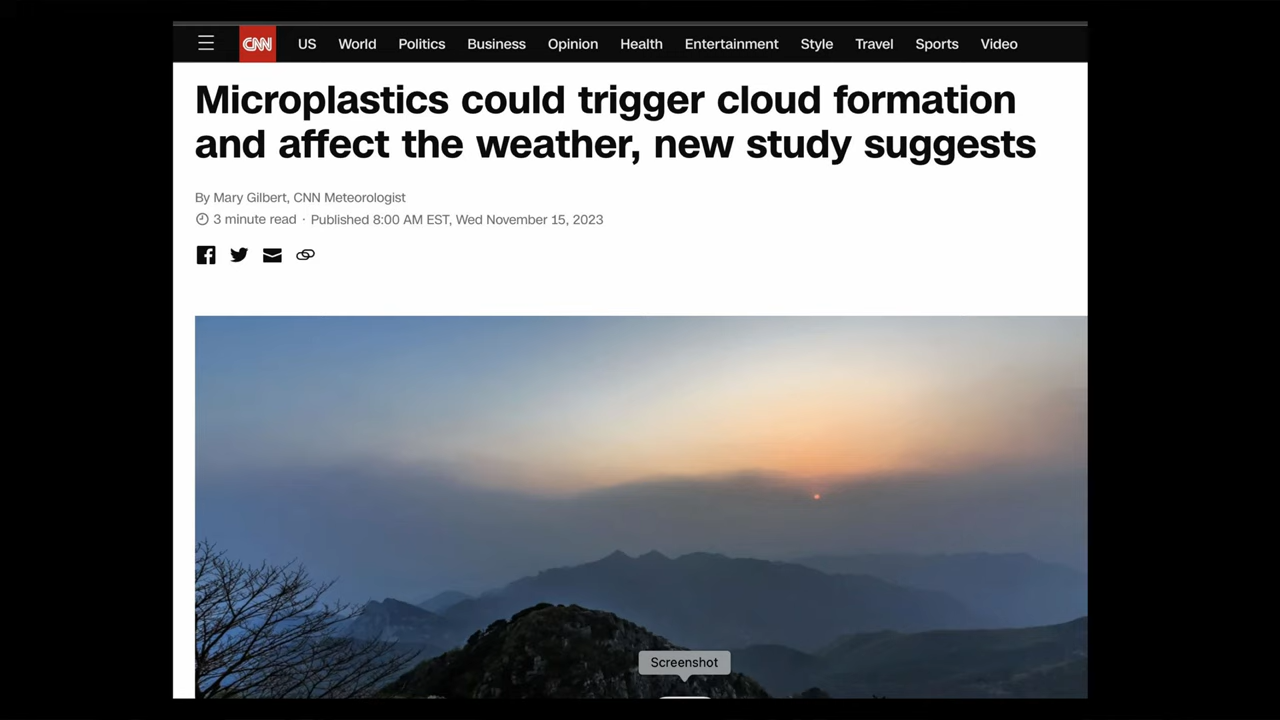 CNN US World Politics Business Opinion Health Entertainment Style Travel Sports Video
Microplastics could trigger cloud formation
and affect the weather, new study suggests
By Mary Gilbert, CNN Meteorologist
3 minute read · Published 8:00 AM EST, Wed November 15, 2023
Screenshot